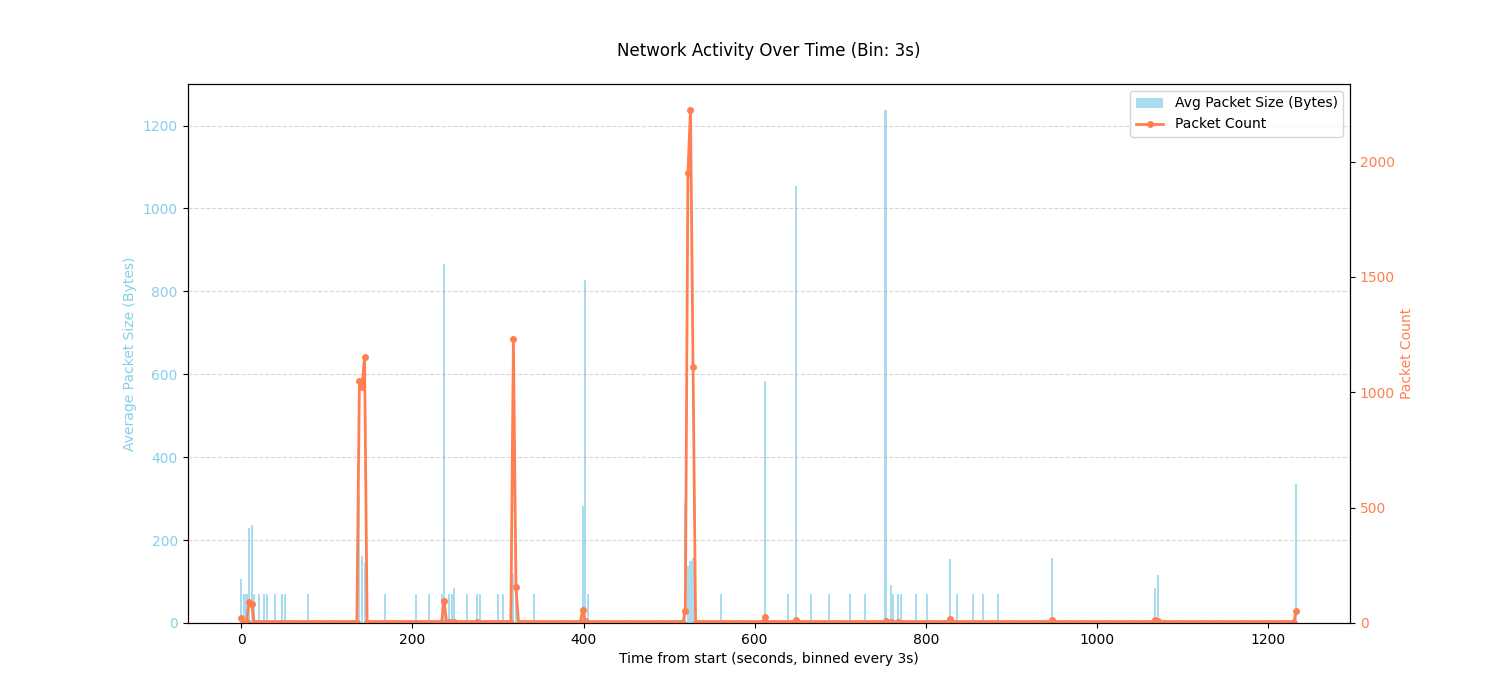 Network Activity Over Time (Bin: 3s)
Avg Packet Size (Bytes)
Packet Count
1200
1000
800
600
400
200
0
Average Packet Size (Bytes)
2000
1500
1000
500
0
Packet Count
0 200 400 600 800 1000 1200
Time from start (seconds, binned every 3s)